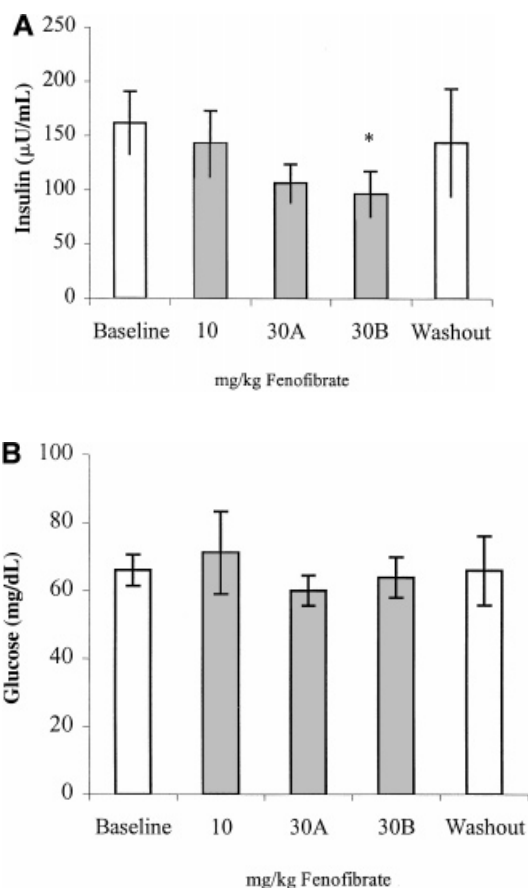 A
250
200
150
100
50
0
Insulin (µU/mL)
*
Baseline 10 30A 30B Washout
mg/kg Fenofibrate
B
100
80
60
40
20
0
Glucose (mg/dL)
Baseline 10 30A 30B Washout
mg/kg Fenofibrate